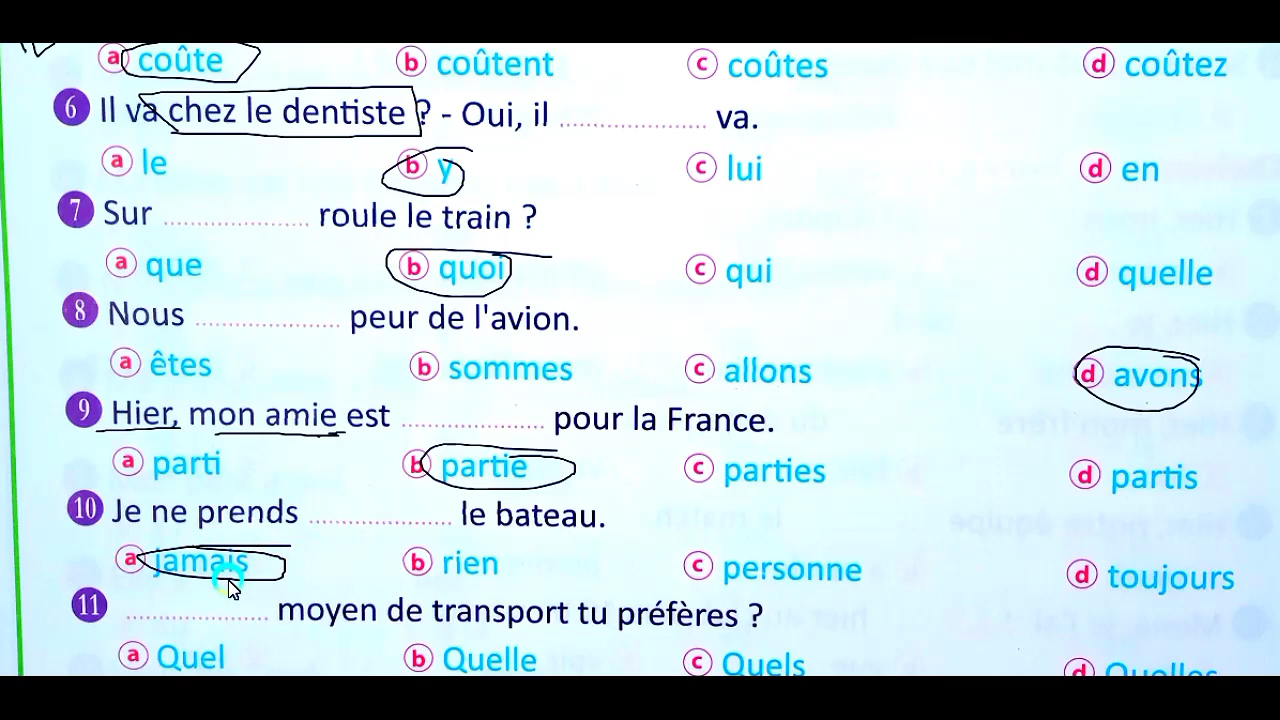 a coûte b coûtent c coûtes d coûtez
6 Il va chez le dentiste ? - Oui, il ........................ va.
a le b y c lui d en
7 Sur ........................ roule le train ?
a que b quoi c qui d quelle
8 Nous ........................ peur de l'avion.
a êtes b sommes c allons d avons
9 Hier, mon amie est ........................ pour la France.
a parti b partie c parties d partis
10 Je ne prends ........................ le bateau.
a jamais b rien c personne d toujours
11 ........................ moyen de transport tu préfères ?
a Quel b Quelle c Quels d Quelles